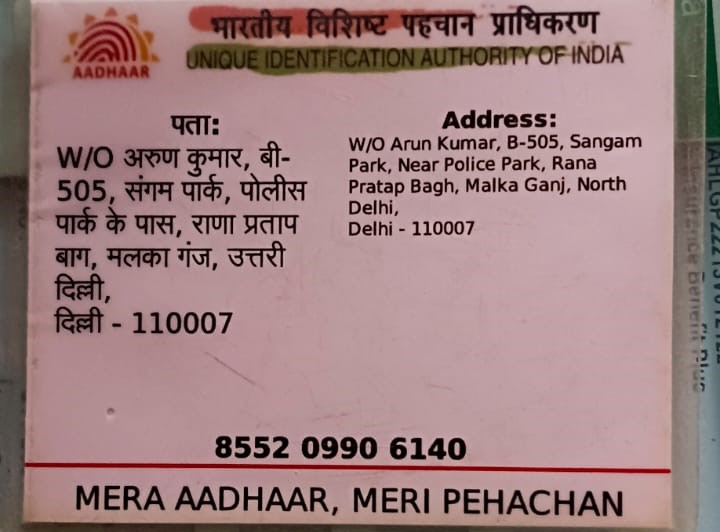 भारतीय विशिष्ट पहचान प्राधिकरण
AADHAAR
UNIQUE IDENTIFICATION AUTHORITY OF INDIA
पता:
W/O अरुण कुमार, बी-
505, संगम पार्क, पोलीस
पार्क के पास, राणा प्रताप
बाग, मलका गंज, उत्तरी
दिल्ली,
दिल्ली - 110007
Address:
W/O Arun Kumar, B-505, Sangam
Park, Near Police Park, Rana
Pratap Bagh, Malka Ganj, North
Delhi,
Delhi - 110007
8552 0990 6140
MERA AADHAAR, MERI PEHACHAN